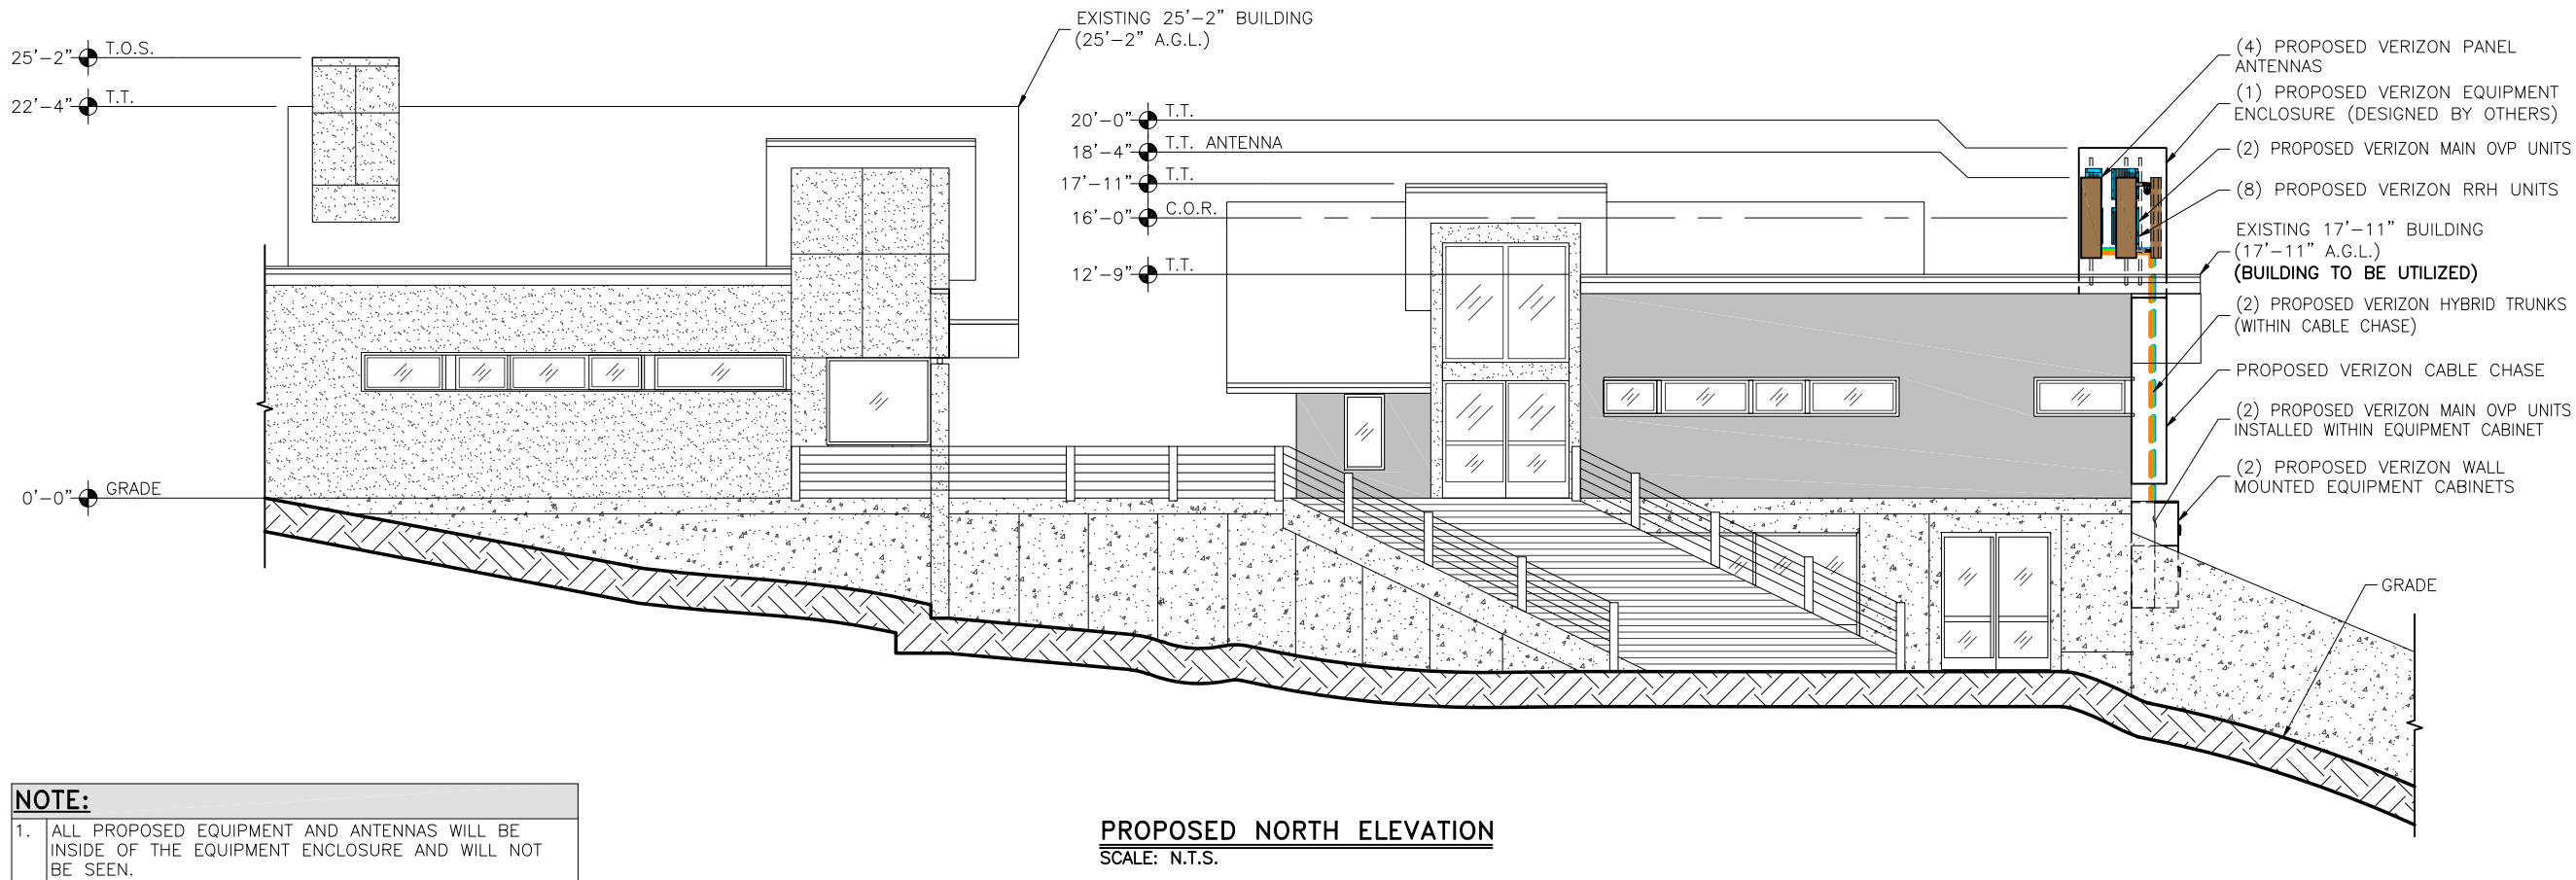 EXISTING 25'-2" BUILDING
(25'-2" A.G.L.)
25'-2" T.O.S.
22'-4" T.T.
20'-0" T.T.
18'-4" T.T. ANTENNA
17'-11" T.T.
16'-0" C.O.R.
12'-9" T.T.
0'-0" GRADE
(4) PROPOSED VERIZON PANEL
ANTENNAS
(1) PROPOSED VERIZON EQUIPMENT
ENCLOSURE (DESIGNED BY OTHERS)
(2) PROPOSED VERIZON MAIN OVP UNITS
(8) PROPOSED VERIZON RRH UNITS
EXISTING 17'-11" BUILDING
(17'-11" A.G.L.)
(BUILDING TO BE UTILIZED)
(2) PROPOSED VERIZON HYBRID TRUNKS
(WITHIN CABLE CHASE)
PROPOSED VERIZON CABLE CHASE
(2) PROPOSED VERIZON MAIN OVP UNITS
INSTALLED WITHIN EQUIPMENT CABINET
(2) PROPOSED VERIZON WALL
MOUNTED EQUIPMENT CABINETS
GRADE
NOTE:
1. ALL PROPOSED EQUIPMENT AND ANTENNAS WILL BE
INSIDE OF THE EQUIPMENT ENCLOSURE AND WILL NOT
BE SEEN.
PROPOSED NORTH ELEVATION
SCALE: N.T.S.